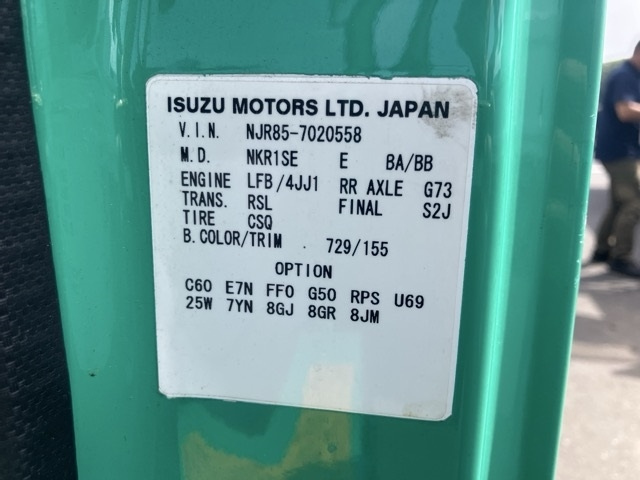 ISUZU MOTORS LTD. JAPAN
V.I.N. NJR85-7020558
M.D. NKR1SE E BA/BB
ENGINE LFB/4JJ1 RR AXLE G73
TRANS. RSL FINAL S2J
TIRE CSQ
B.COLOR/TRIM 729/155
OPTION
C60 E7N FF0 G50 RPS U69
25W 7YN 8GJ 8GR 8JM